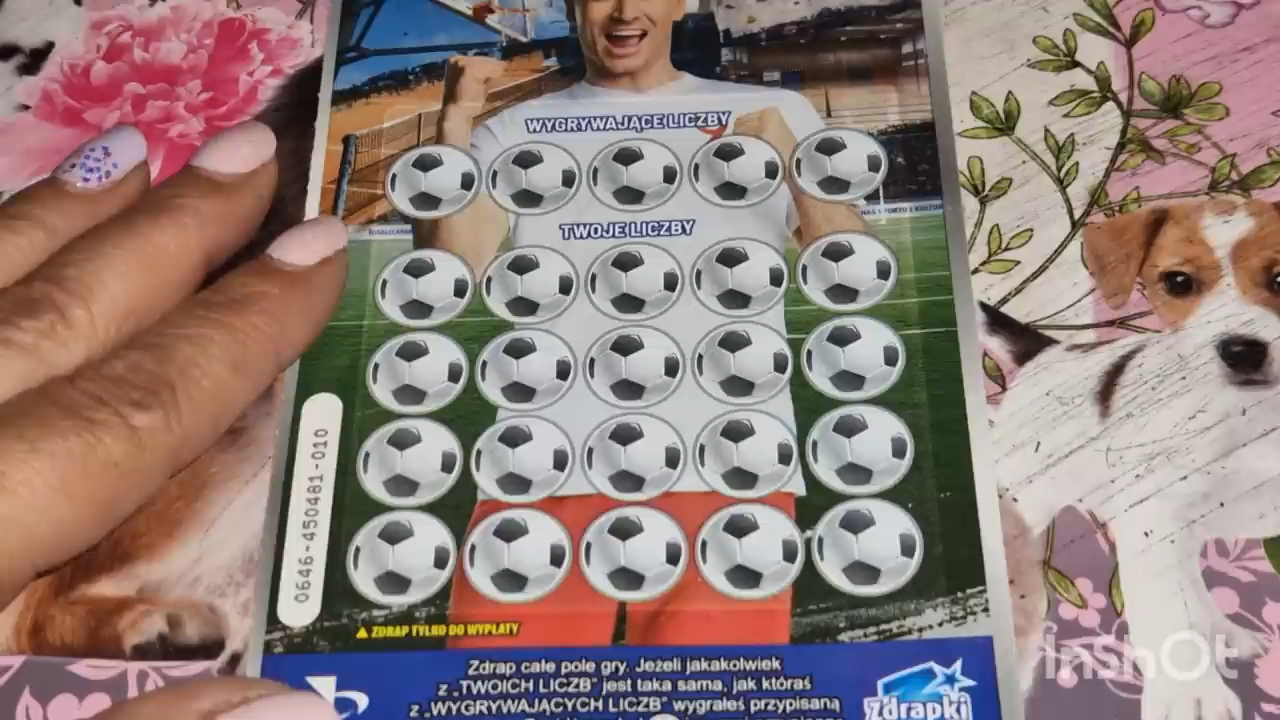 WYGRYWAJĄCE LICZBY
TWOJE LICZBY
0646-450481-010
ZDRAP TYLKO DO WYPŁATY
Zdrap całe pole gry. Jeżeli jakakolwiek
z „TWOICH LICZB” jest taka sama, jak któraś
z „WYGRYWAJĄCYCH LICZB” wygrałeś przypisaną
Zdrapki
InShOt